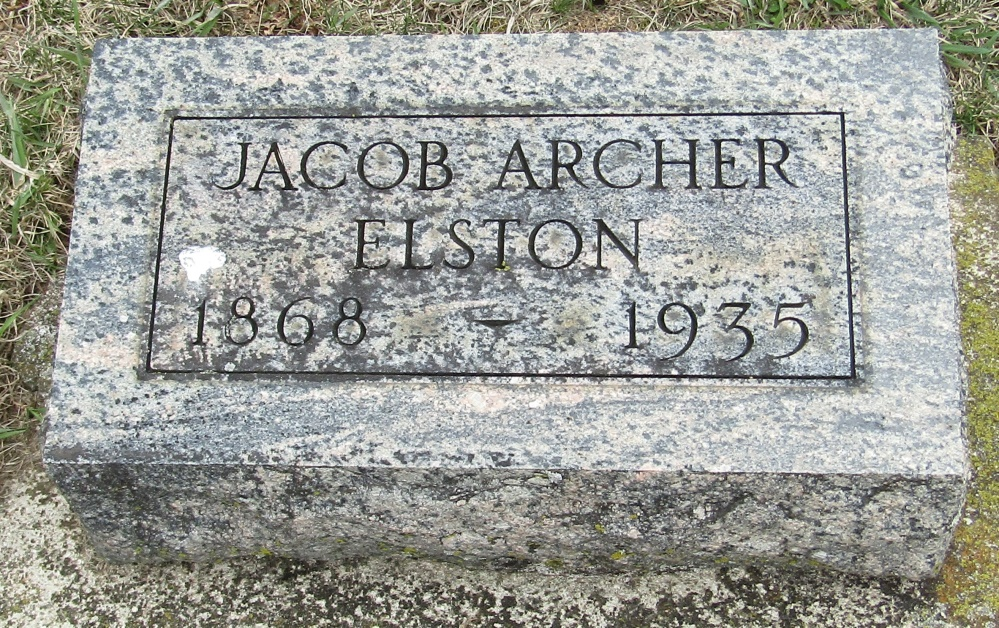 JACOB ARCHER
ELSTON
1868 - 1935